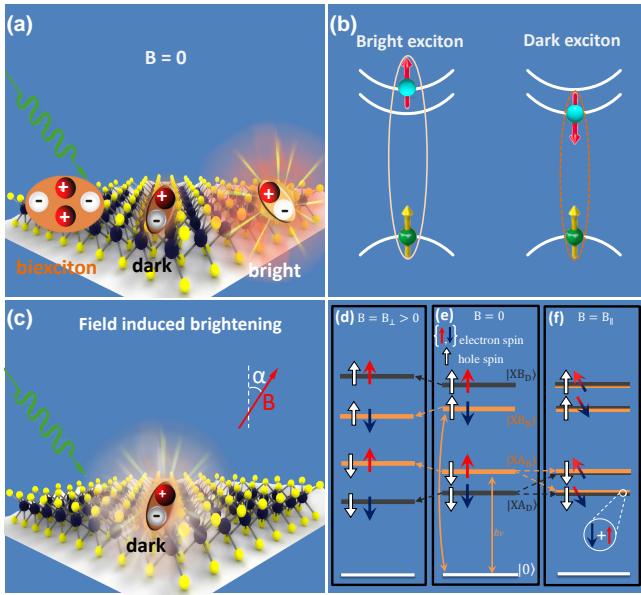 (a)
B = 0
+
-
-
+
+
-
+
-
biexciton
dark
bright
(b)
Bright exciton
Dark exciton
(c)
Field induced brightening
α
B
+
-
dark
(d)
B = B⊥ > 0
(e)
B = 0
{ } electron spin
hole spin
(f)
B = B∥
|XB_D⟩
|XB_B⟩
|XA_B⟩
|XA_D⟩
hν
|0⟩
+